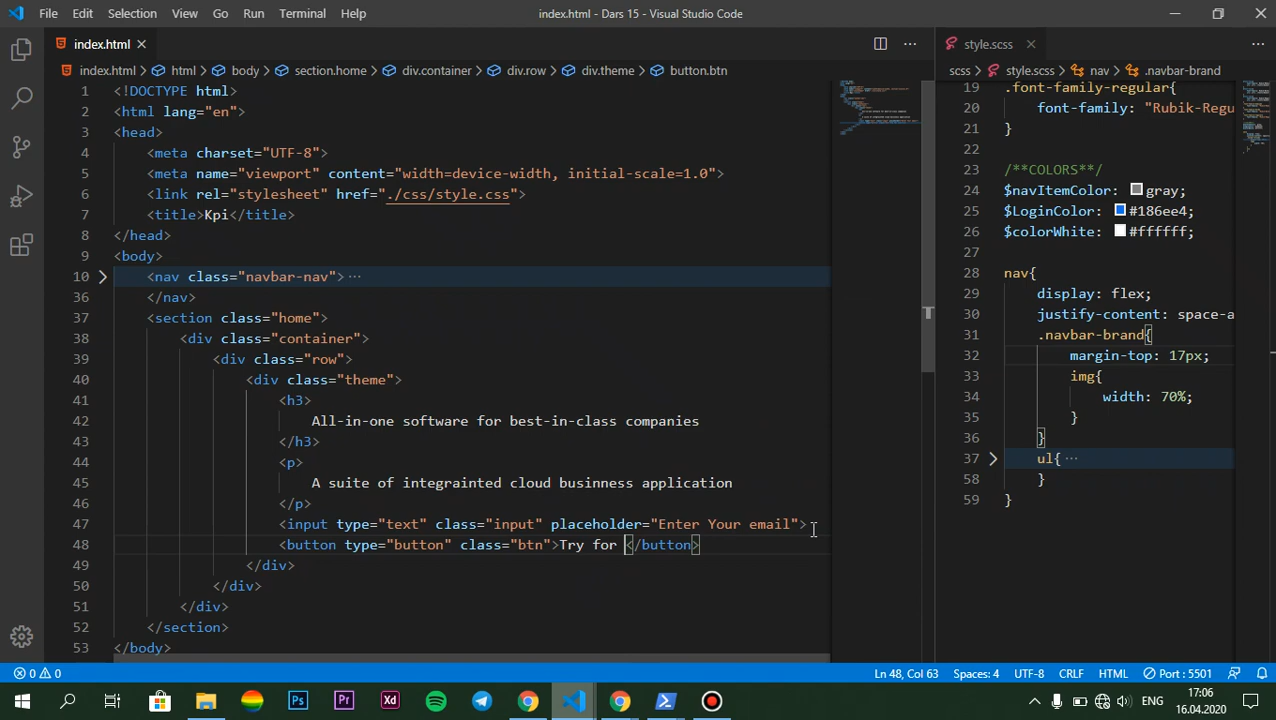 File Edit Selection View Go Run Terminal Help index.html - Dars 15 - Visual Studio Code
index.html
index.html > html > body > section.home > div.container > div.row > div.theme > button.btn
1 <!DOCTYPE html>
2 <html lang="en">
3 <head>
4 <meta charset="UTF-8">
5 <meta name="viewport" content="width=device-width, initial-scale=1.0">
6 <link rel="stylesheet" href="./css/style.css">
7 <title>Kpi</title>
8 </head>
9 <body>
10 <nav class="navbar-nav"> ···
36 </nav>
37 <section class="home">
38 <div class="container">
39 <div class="row">
40 <div class="theme">
41 <h3>
42 All-in-one software for best-in-class companies
43 </h3>
44 <p>
45 A suite of integrainted cloud businness application
46 </p>
47 <input type="text" class="input" placeholder="Enter Your email">
48 <button type="button" class="btn">Try for </button>
49 </div>
50 </div>
51 </div>
52 </section>
53 </body>
style.scss
scss > style.scss > nav > .navbar-brand
19 .font-family-regular{
20 font-family: "Rubik-Regu
21 }
22
23 /**COLORS**/
24 $navItemColor: gray;
25 $LoginColor: #186ee4;
26 $colorWhite: #ffffff;
27
28 nav{
29 display: flex;
30 justify-content: space-a
31 .navbar-brand{
32 margin-top: 17px;
33 img{
34 width: 70%;
35 }
36 }
37 ul{ ···
58 }
59 }
0 0 Ln 48, Col 63 Spaces: 4 UTF-8 CRLF HTML Port : 5501
Ps Pr Xd ENG 17:06
16.04.2020